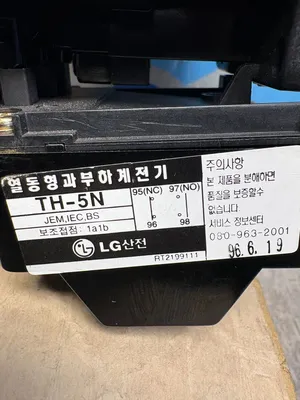 열동형과부하계전기
TH-5N
JEM,IEC,BS
보조접점: 1a1b
95(NC) 97(NO)
96 98
LG LG산전
RT2199111
주의사항
본 제품을 분해하면
품질을 보증할수
없습니다.
서비스 정보센타
080-963-2001
96.6.19